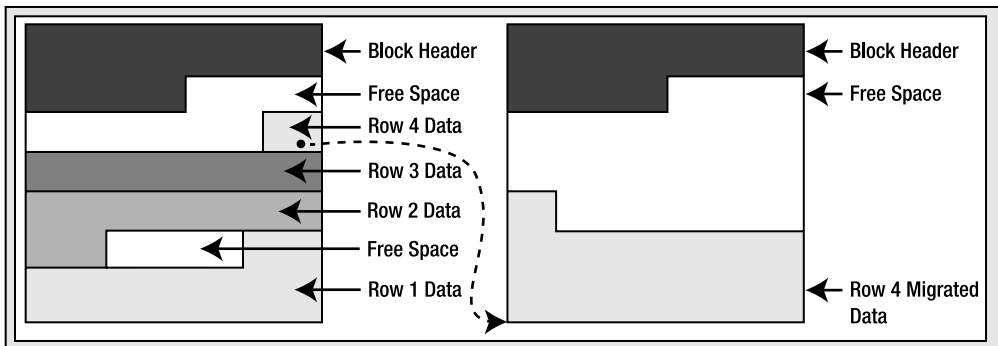 Block Header
Free Space
Row 4 Data
Row 3 Data
Row 2 Data
Free Space
Row 1 Data
Block Header
Free Space
Row 4 Migrated
Data